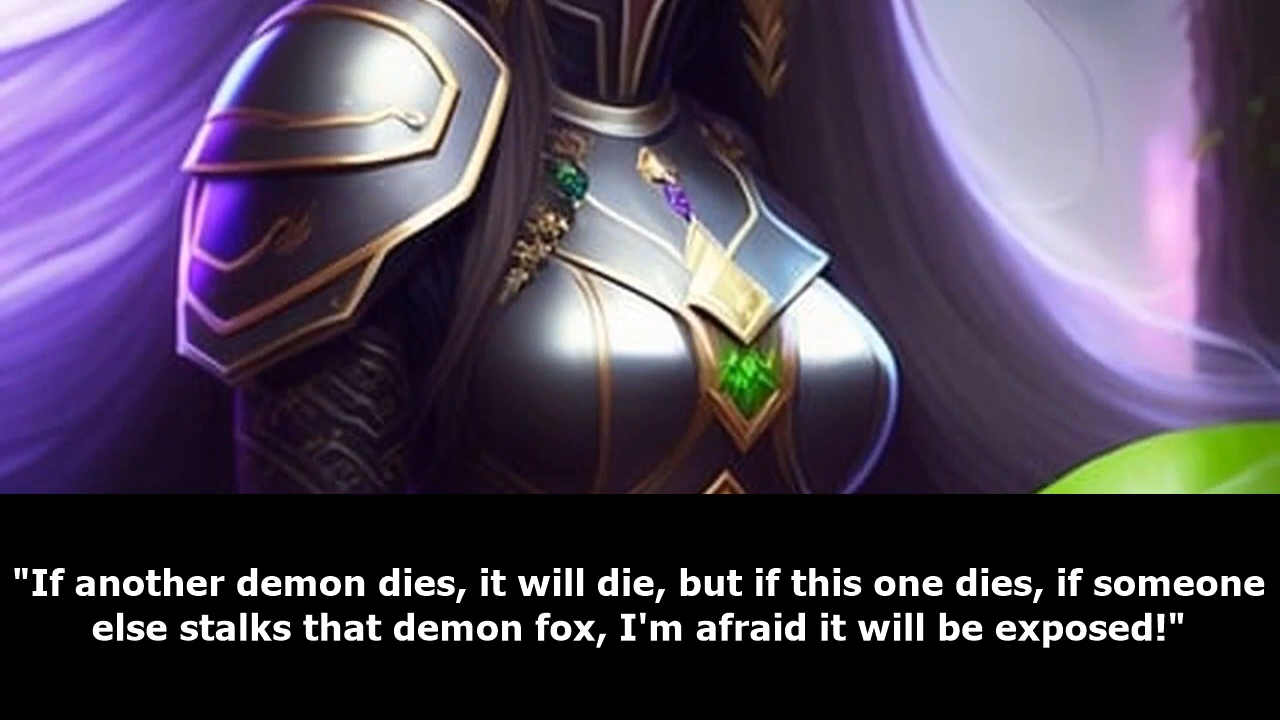 "If another demon dies, it will die, but if this one dies, if someone
else stalks that demon fox, I'm afraid it will be exposed!"